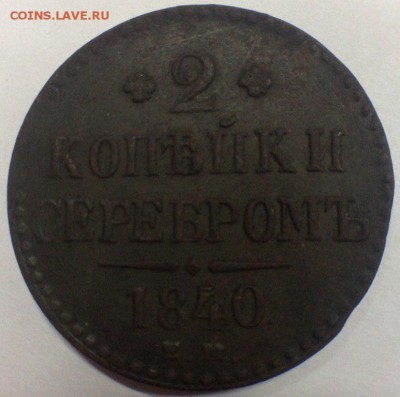 COINS.LAVE.RU
2
КОПѢЙКИ
СЕРЕБРОМЪ
1840.
Е.М.